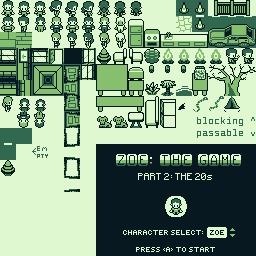 blocking ^
passable v
<Em
pty
ZOE: THE GAME
PART 2: THE 20s
CHARACTER SELECT: ZOE
PRESS <A> TO START